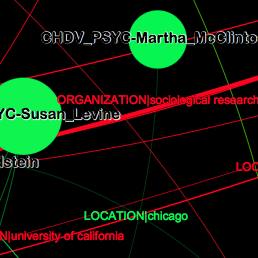 CHDV_PSYC-Martha_McClinto
ORGANIZATION|sociological research
YC-Susan_Levine
lstein
LOC
LOCATION|chicago
N|university of california